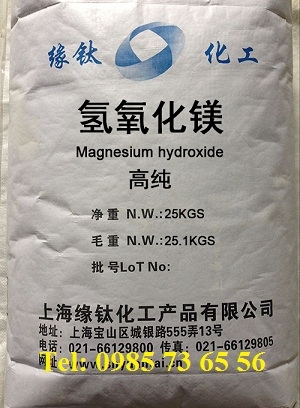 缘钛 化工
氢氧化镁
Magnesium hydroxide
高纯
净重 N.W.:25KGS
毛重 N.W.:25.1KGS
批号LoT No:
上海缘钛化工产品有限公司
地址:上海宝山区城银路555弄13号
电话:021-66129800 传真:021-66129805
Tel: 0985 73 65 56
网址: